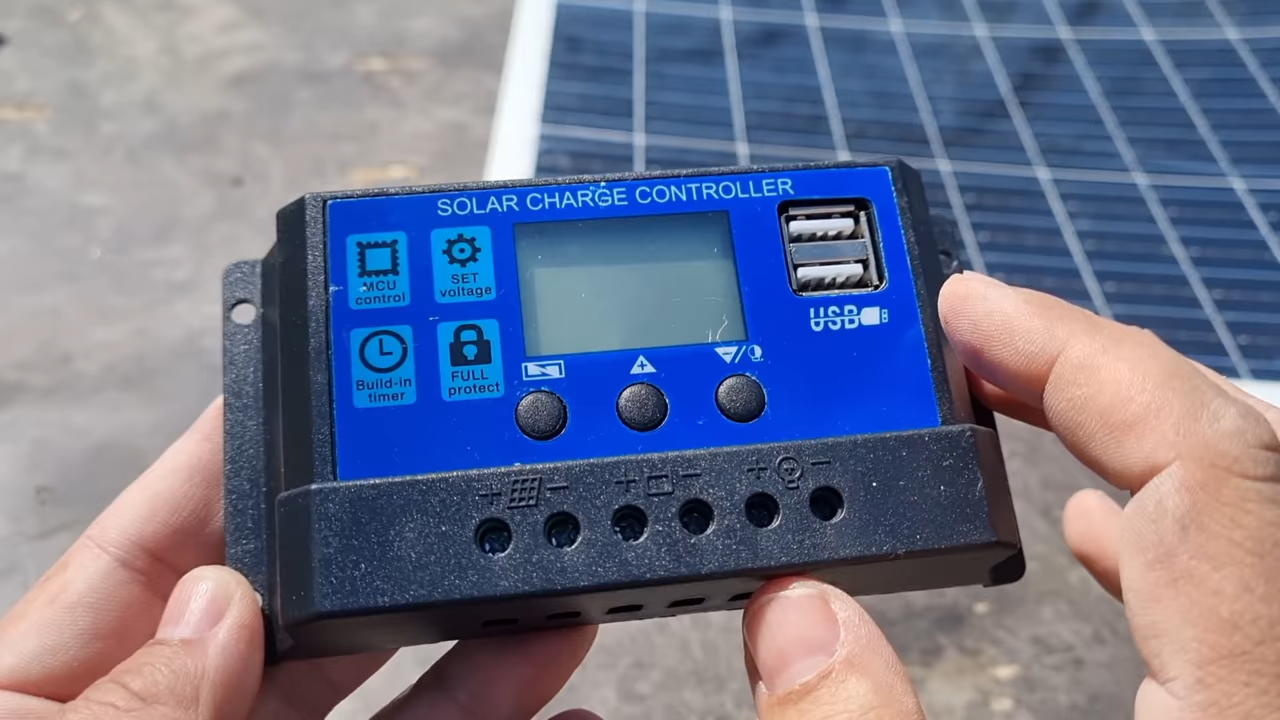 SOLAR CHARGE CONTROLLER
MCU
control
SET
voltage
Build-in
timer
FULL
protect
USB
+ -
+ -
+ -